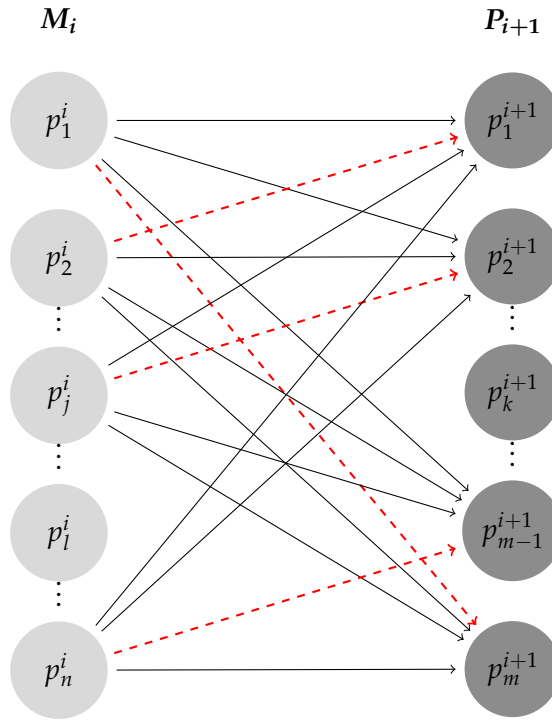 M_i P_{i+1}
p_1^i p_1^{i+1}
p_2^i p_2^{i+1}
⋮ ⋮
p_j^i p_k^{i+1}
⋮ ⋮
p_l^i p_{m−1}^{i+1}
⋮
p_n^i p_m^{i+1}